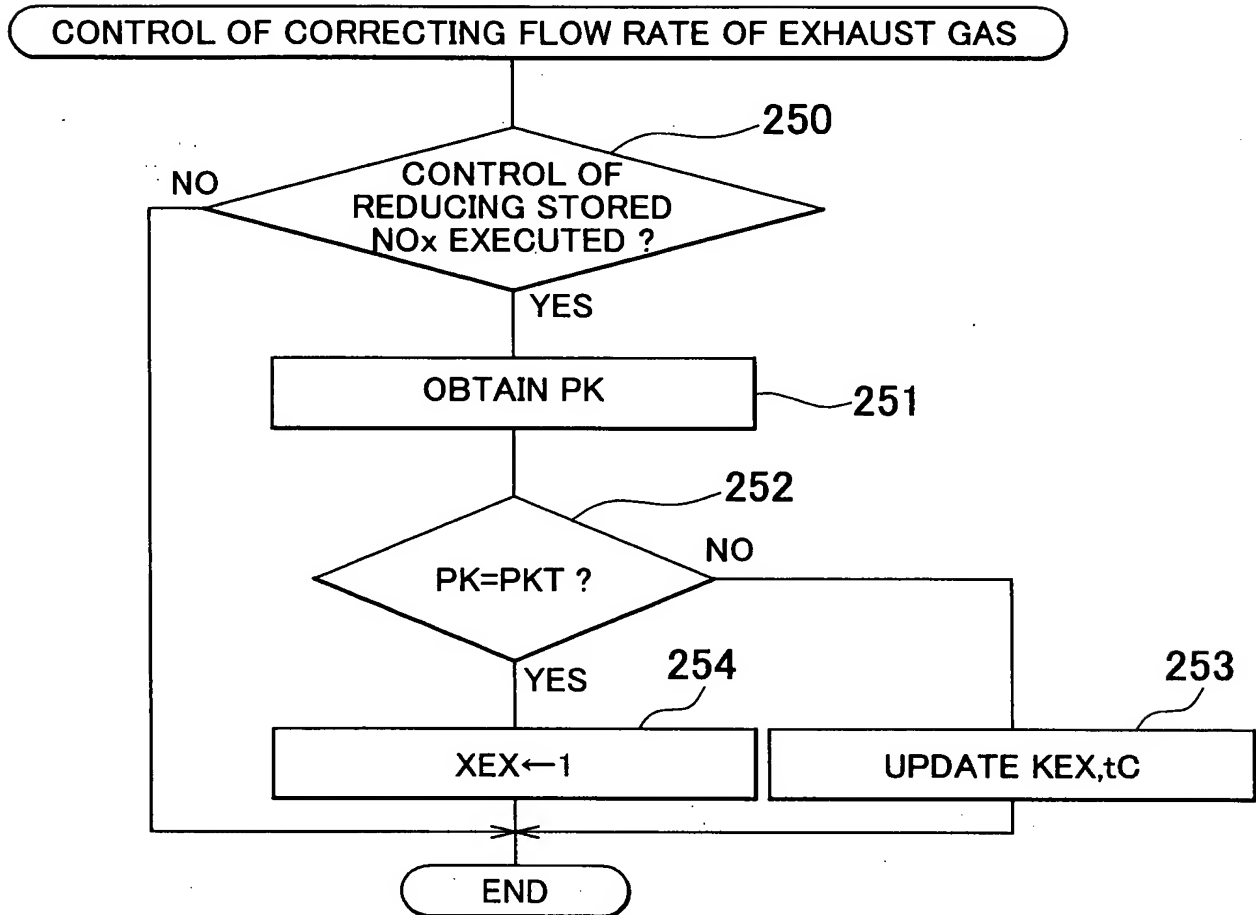 CONTROL OF CORRECTING FLOW RATE OF EXHAUST GAS
250
NO
CONTROL OF
REDUCING STORED
NOx EXECUTED ?
YES
OBTAIN PK
251
252
NO
PK=PKT ?
YES
254
253
XEX←1
UPDATE KEX,tC
END